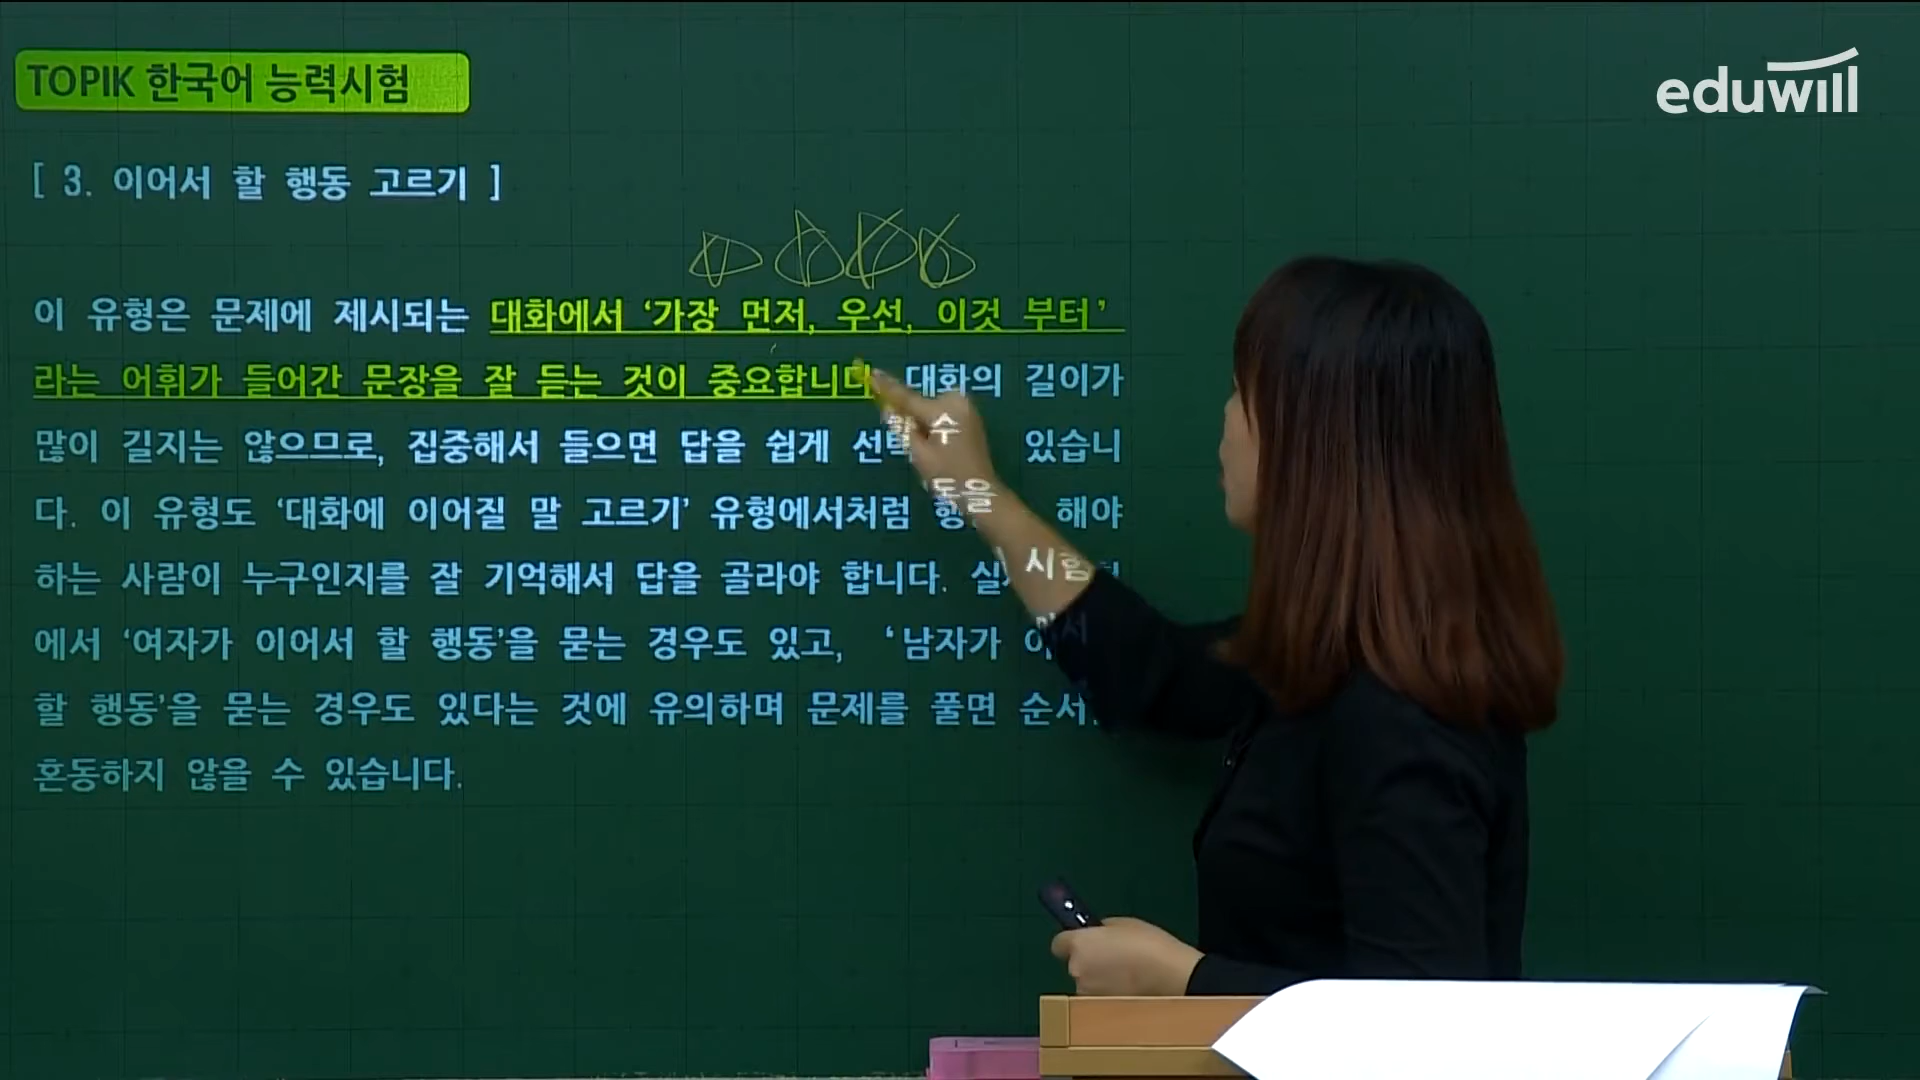 TOPIK 한국어 능력시험
eduwill
[ 3. 이어서 할 행동 고르기 ]
이 유형은 문제에 제시되는 대화에서 ‘가장 먼저, 우선, 이것 부터’
라는 어휘가 들어간 문장을 잘 듣는 것이 중요합니다. 대화의 길이가
많이 길지는 않으므로, 집중해서 들으면 답을 쉽게 선택할 수 있습니
다. 이 유형도 ‘대화에 이어질 말 고르기’ 유형에서처럼 행동을 해야
하는 사람이 누구인지를 잘 기억해서 답을 골라야 합니다. 시험
에서 ‘여자가 이어서 할 행동’을 묻는 경우도 있고, ‘남자가
할 행동’을 묻는 경우도 있다는 것에 유의하며 문제를 풀면
혼동하지 않을 수 있습니다.